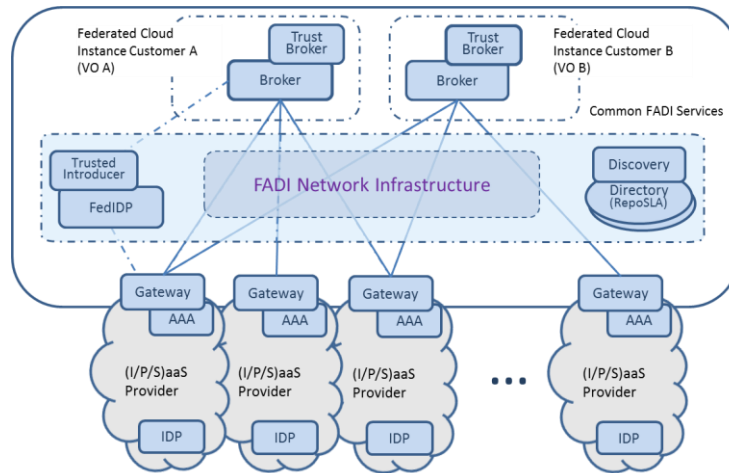 Federated Cloud
Instance Customer A
(VO A)
Trust
Broker
Broker
Trust
Broker
Broker
Federated Cloud
Instance Customer B
(VO B)
Common FADI Services
Trusted
Introducer
FedIDP
FADI Network Infrastructure
Discovery
Directory
(RepoSLA)
Gateway
Gateway
Gateway
Gateway
AAA
AAA
AAA
AAA
(I/P/S)aaS
Provider
(I/P/S)aaS
Provider
(I/P/S)aaS
Provider
...
(I/P/S)aaS
Provider
IDP
IDP
IDP
IDP